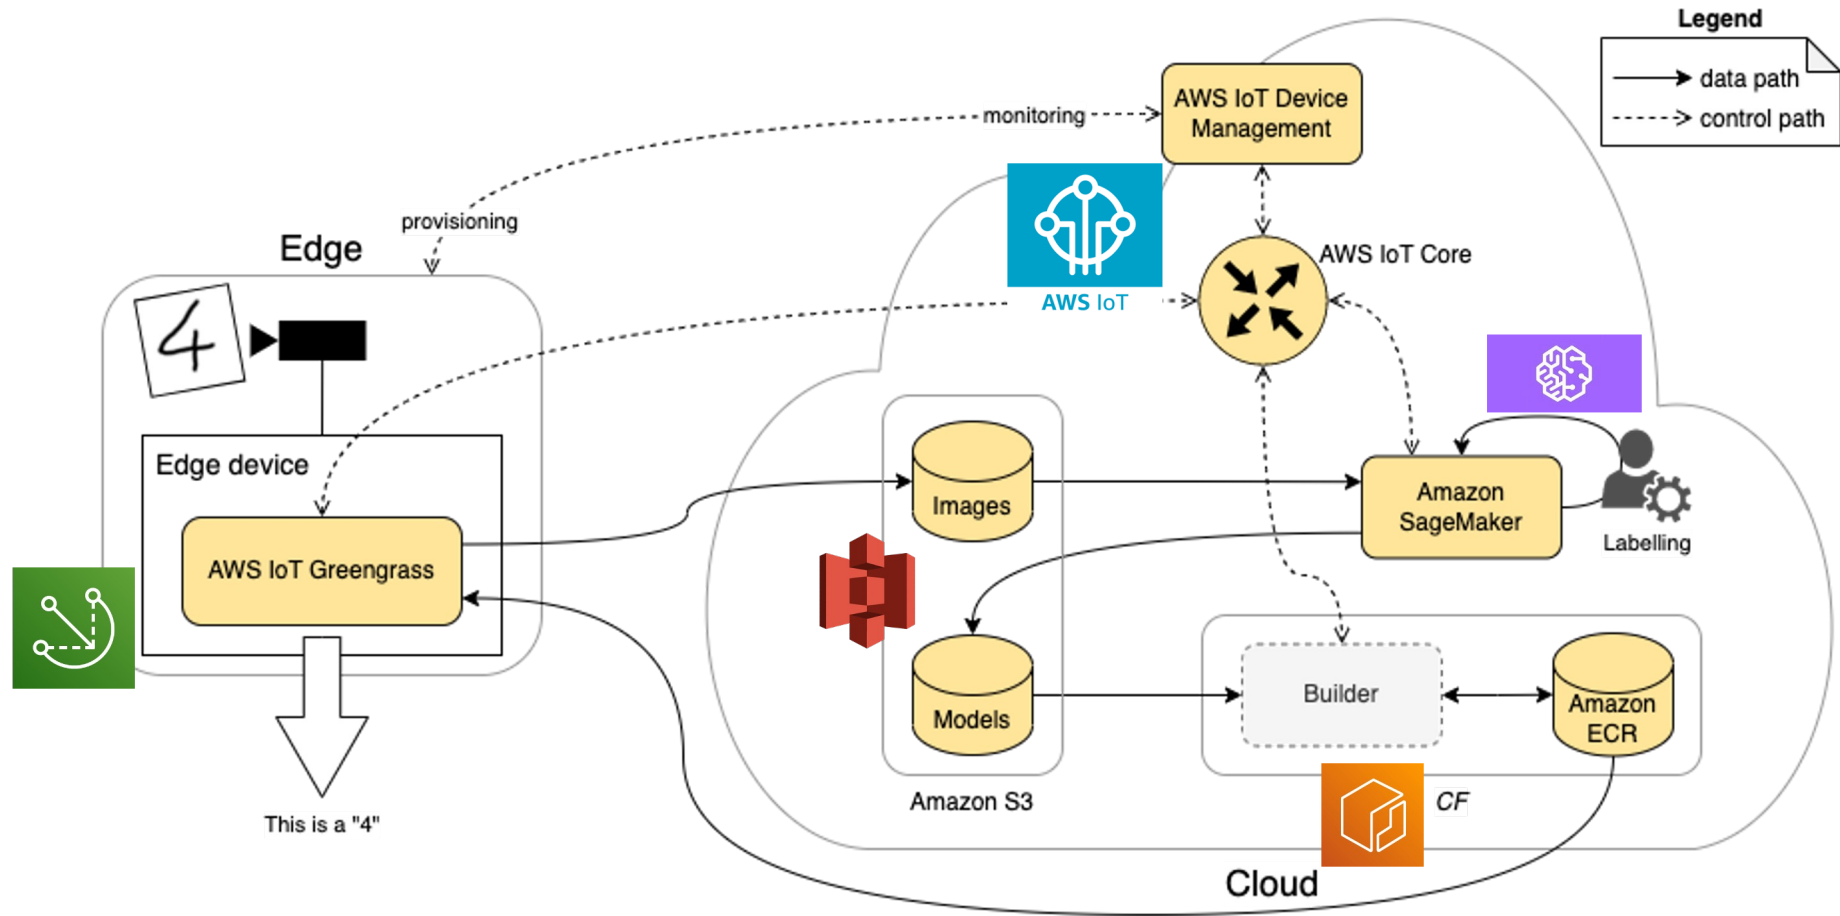 Legend
data path
control path
AWS IoT Device
Management
monitoring
provisioning
Edge
4
AWS IoT
AWS IoT Core
Edge device
AWS IoT Greengrass
Images
Amazon
SageMaker
Labelling
Models
Builder
Amazon
ECR
Amazon S3
CF
This is a "4"
Cloud